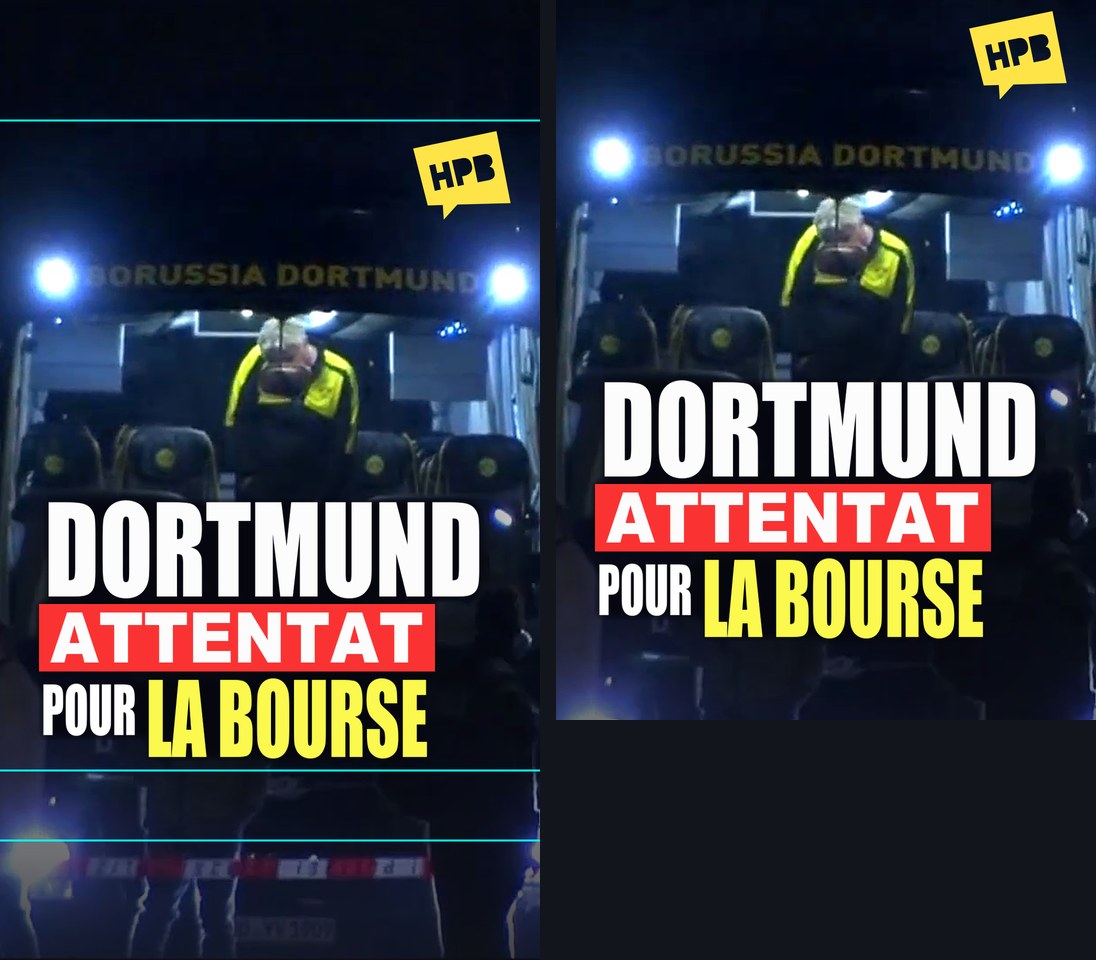 HPB
BORUSSIA DORTMUND
DORTMUND
ATTENTAT
POUR LA BOURSE
HPB
BORUSSIA DORTMUND
DORTMUND
ATTENTAT
POUR LA BOURSE